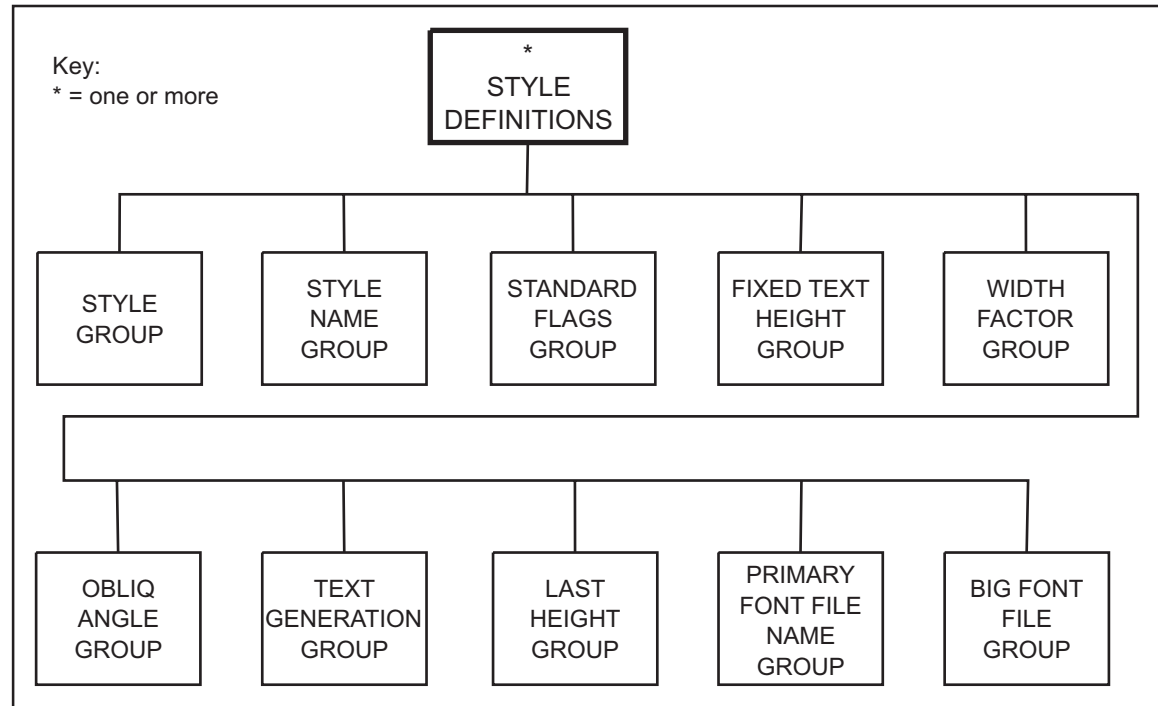 Key:
* = one or more
*
STYLE
DEFINITIONS
STYLE
GROUP
STYLE
NAME
GROUP
STANDARD
FLAGS
GROUP
FIXED TEXT
HEIGHT
GROUP
WIDTH
FACTOR
GROUP
OBLIQ
ANGLE
GROUP
TEXT
GENERATION
GROUP
LAST
HEIGHT
GROUP
PRIMARY
FONT FILE
NAME
GROUP
BIG FONT
FILE
GROUP